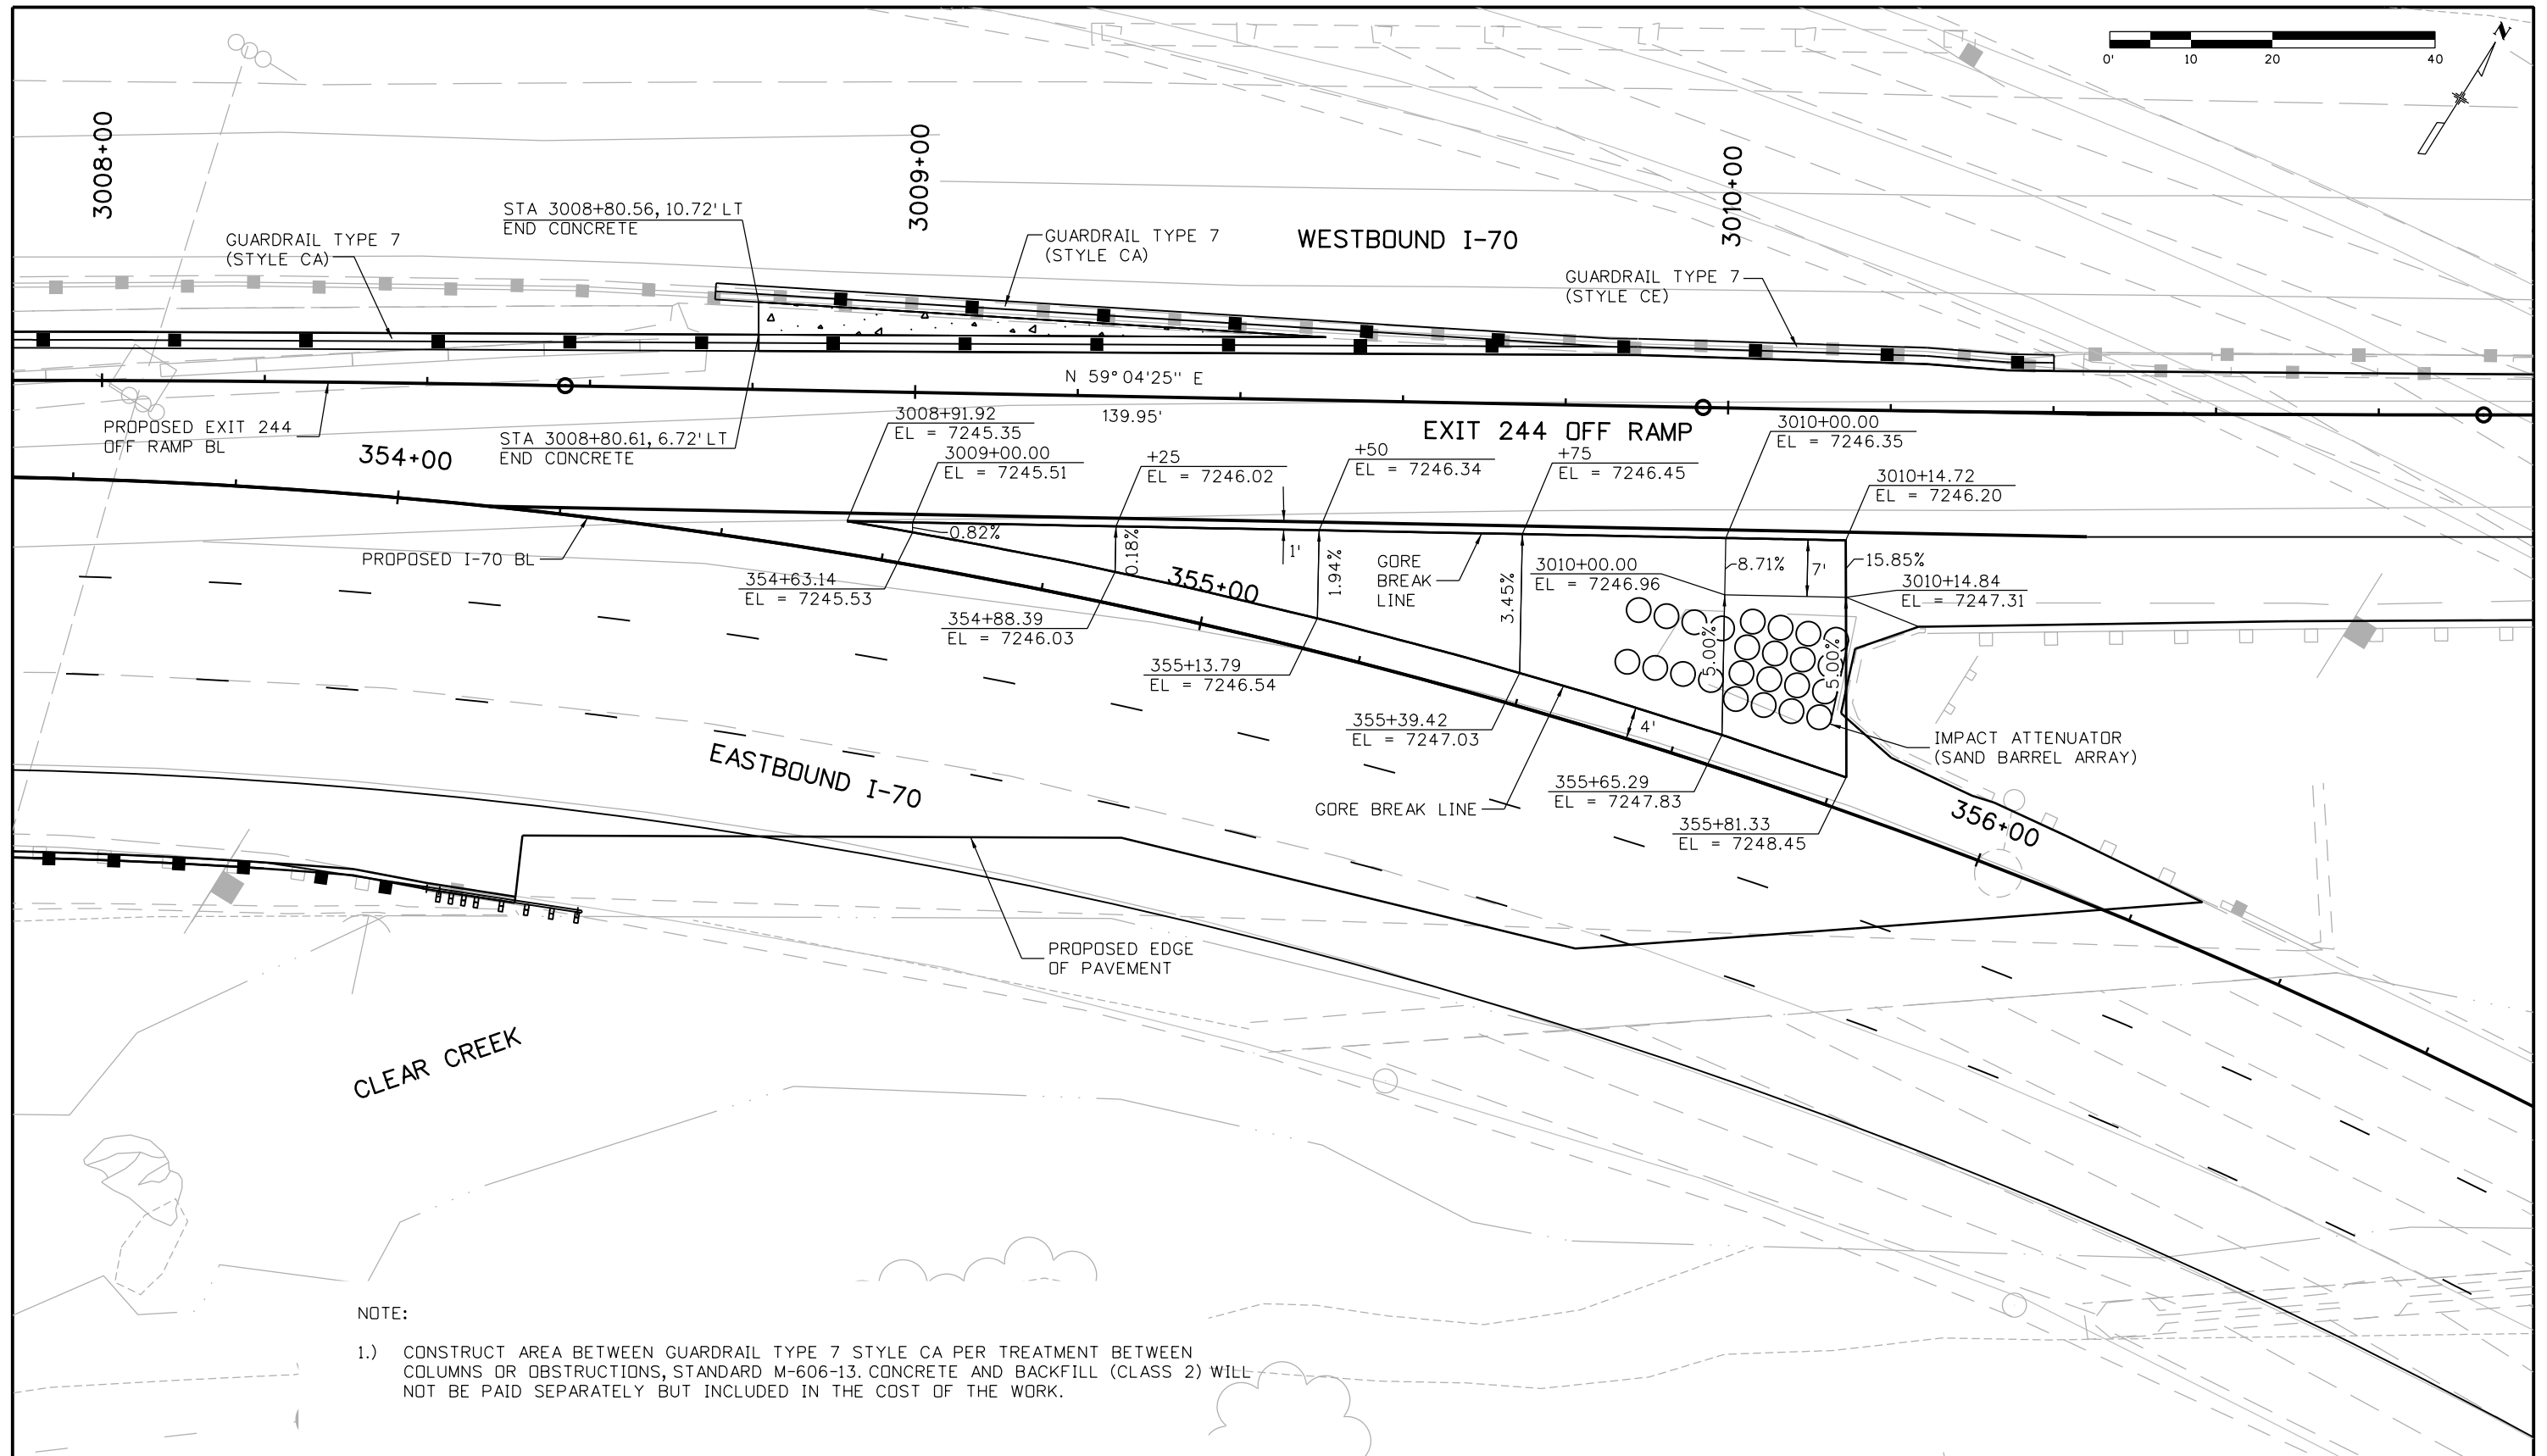 N
0' 10 20 40
3008+00
3009+00
3010+00
STA 3008+80.56, 10.72' LT
END CONCRETE
GUARDRAIL TYPE 7
(STYLE CA)
GUARDRAIL TYPE 7
(STYLE CA)
WESTBOUND I-70
GUARDRAIL TYPE 7
(STYLE CE)
N 59° 04'25" E
139.95'
PROPOSED EXIT 244
OFF RAMP BL
STA 3008+80.61, 6.72' LT
END CONCRETE
354+00
3008+91.92
EL = 7245.35
3009+00.00
EL = 7245.51
+25
EL = 7246.02
+50
EL = 7246.34
EXIT 244 OFF RAMP
+75
EL = 7246.45
3010+00.00
EL = 7246.35
3010+14.72
EL = 7246.20
PROPOSED I-70 BL
0.82%
0.18%
1'
1.94%
GORE
BREAK
LINE
3.45%
3010+00.00
EL = 7246.96
8.71%
7'
15.85%
3010+14.84
EL = 7247.31
354+63.14
EL = 7245.53
355+00
354+88.39
EL = 7246.03
355+13.79
EL = 7246.54
5.00%
5.00%
355+39.42
EL = 7247.03
4'
IMPACT ATTENUATOR
(SAND BARREL ARRAY)
EASTBOUND I-70
GORE BREAK LINE
355+65.29
EL = 7247.83
355+81.33
EL = 7248.45
356+00
PROPOSED EDGE
OF PAVEMENT
CLEAR CREEK
NOTE:
1.) CONSTRUCT AREA BETWEEN GUARDRAIL TYPE 7 STYLE CA PER TREATMENT BETWEEN
COLUMNS OR OBSTRUCTIONS, STANDARD M-606-13. CONCRETE AND BACKFILL (CLASS 2) WILL
NOT BE PAID SEPARATELY BUT INCLUDED IN THE COST OF THE WORK.